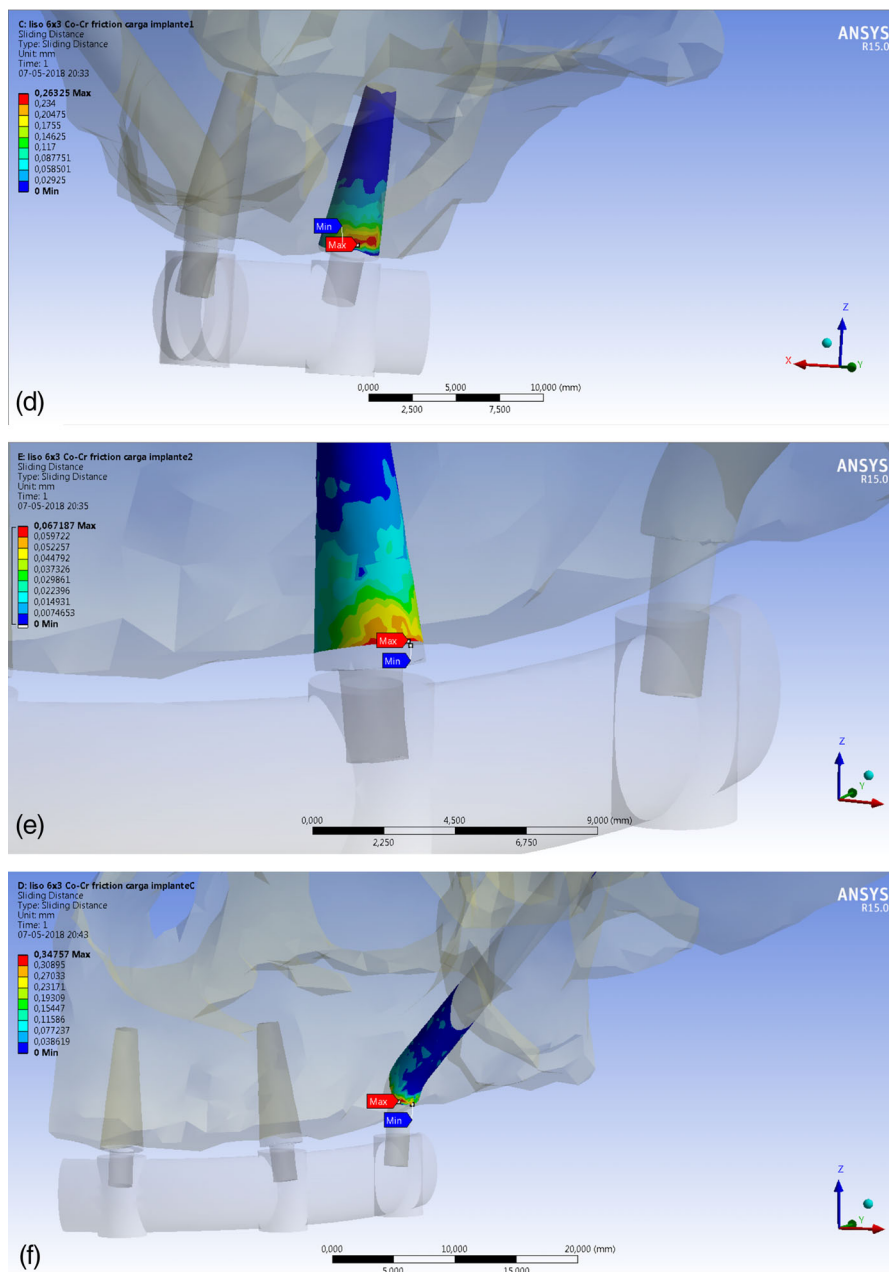 C: liso 6x3 Co-Cr friction carga implante1
Sliding Distance
Type: Sliding Distance
Unit: mm
Time: 1
07-05-2018 20:33
0,26325 Max
0,234
0,20475
0,1755
0,14625
0,117
0,087751
0,058501
0,02925
0 Min
ANSYS
R15.0
Min
Max
Z
X
Y
0,000 5,000 10,000 (mm)
2,500 7,500
(d)
E: liso 6x3 Co-Cr friction carga implante2
Sliding Distance
Type: Sliding Distance
Unit: mm
Time: 1
07-05-2018 20:35
0,067187 Max
0,059722
0,052257
0,044792
0,037326
0,029861
0,022396
0,014931
0,0074653
0 Min
ANSYS
R15.0
Max
Min
Z
Y
0,000 4,500 9,000 (mm)
2,250 6,750
(e)
D: liso 6x3 Co-Cr friction carga implanteC
Sliding Distance
Type: Sliding Distance
Unit: mm
Time: 1
07-05-2018 20:43
0,34757 Max
0,30895
0,27033
0,23171
0,19309
0,15447
0,11586
0,077237
0,038619
0 Min
ANSYS
R15.0
Max
Min
Z
Y
0,000 10,000 20,000 (mm)
5,000 15,000
(f)